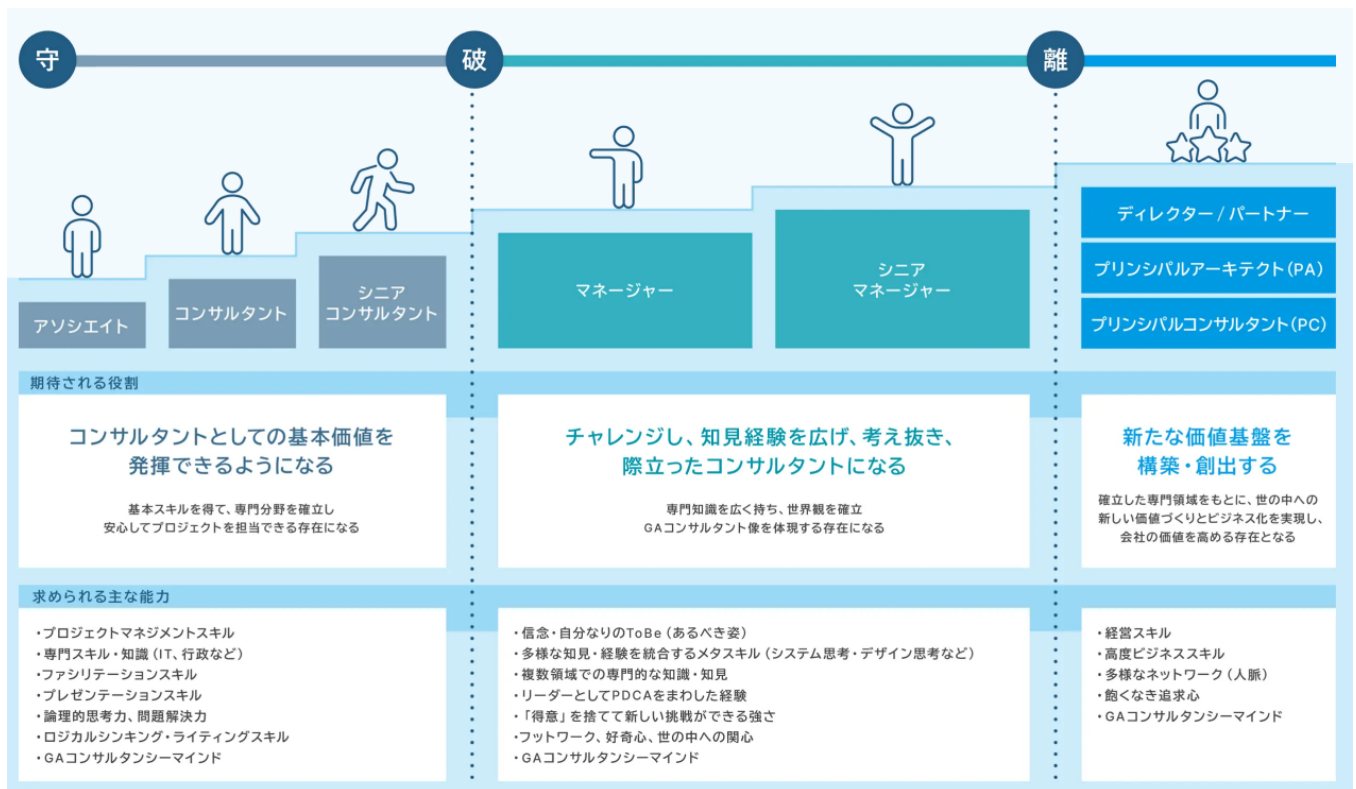 守
破
離
アソシエイト
コンサルタント
シニア
コンサルタント
マネージャー
シニア
マネージャー
ディレクター / パートナー
プリンシパルアーキテクト(PA)
プリンシパルコンサルタント(PC)
期待される役割
コンサルタントとしての基本価値を
発揮できるようになる
基本スキルを得て、専門分野を確立し
安心してプロジェクトを担当できる存在になる
チャレンジし、知見経験を広げ、考え抜き、
際立ったコンサルタントになる
専門知識を広く持ち、世界観を確立
GAコンサルタント像を体現する存在になる
新たな価値基盤を
構築・創出する
確立した専門領域をもとに、世の中への
新しい価値づくりとビジネス化を実現し、
会社の価値を高める存在となる
求められる主な能力
・プロジェクトマネジメントスキル
・専門スキル・知識(IT、行政など)
・ファシリテーションスキル
・プレゼンテーションスキル
・論理的思考力、問題解決力
・ロジカルシンキング・ライティングスキル
・GAコンサルタンシーマインド
・信念・自分なりのToBe(あるべき姿)
・多様な知見・経験を統合するメタスキル(システム思考・デザイン思考など)
・複数領域での専門的な知識・知見
・リーダーとしてPDCAをまわした経験
・「得意」を捨てて新しい挑戦ができる強さ
・フットワーク、好奇心、世の中への関心
・GAコンサルタンシーマインド
・経営スキル
・高度ビジネススキル
・多様なネットワーク(人脈)
・飽くなき追求心
・GAコンサルタンシーマインド